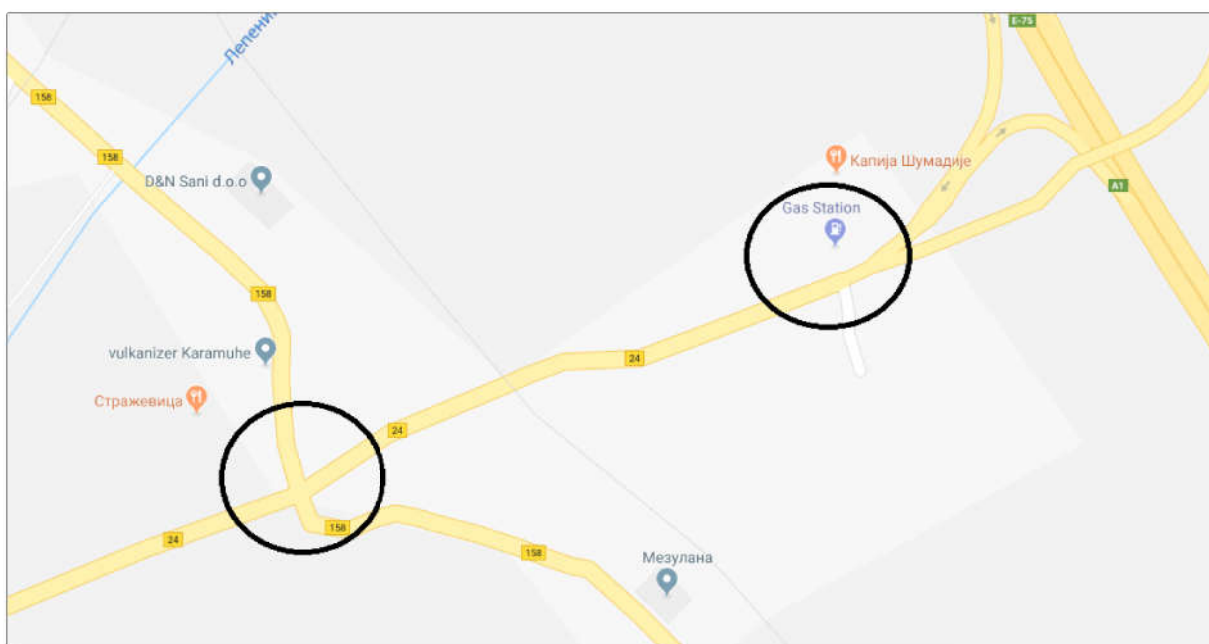 Лепени
E-75
158
158
Капија Шумадије
D&N Sani d.o.o
A1
Gas Station
158
vulkanizer Karamuhe
24
Стражевица
24
158
24
158
Мезулана